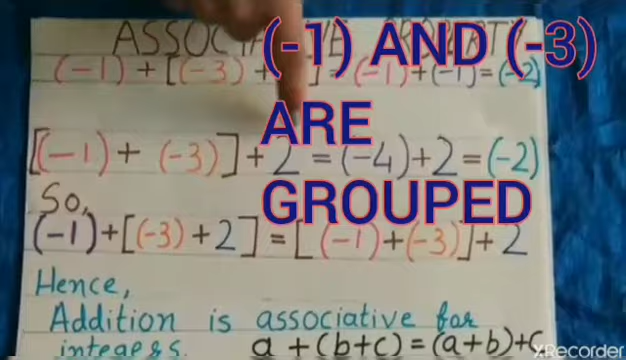 (-1) AND (-3)
ARE
GROUPED
(-1) + [(-3) + ] = (-1) + (-1) = (-2)
[(-1) + (-3)] + 2 = (-4) + 2 = (-2)
So,
(-1) + [(-3) + 2] = [(-1) + (-3)] + 2
Hence,
Addition is associative for
integers. a + (b+c) = (a+b)+c
XRecorder